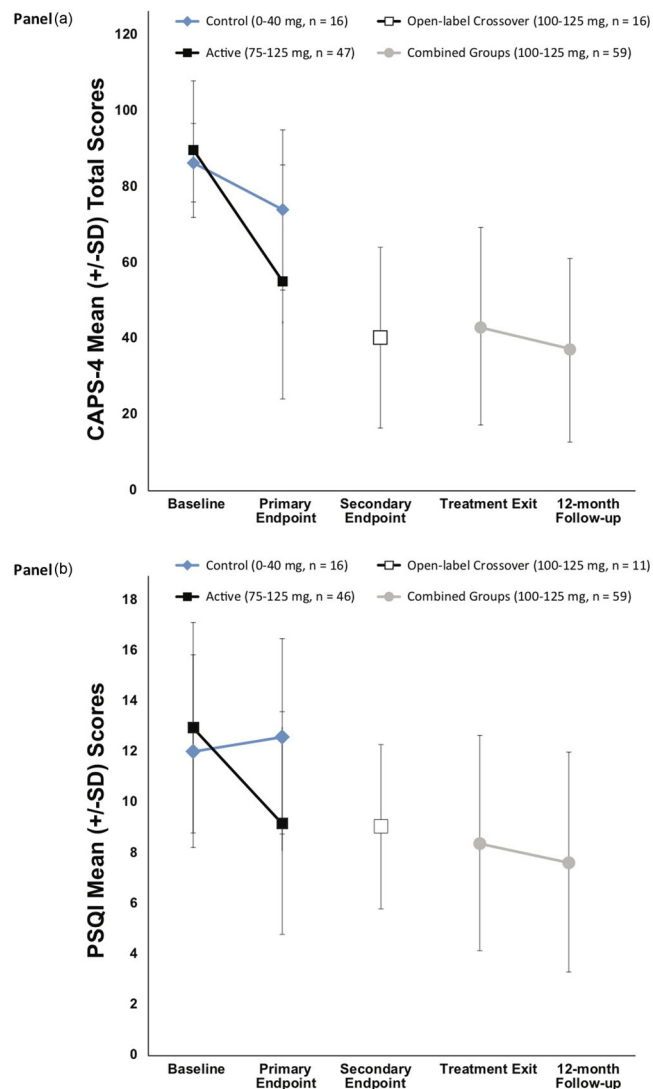 Panel (a)
Control (0-40 mg, n = 16)
Open-label Crossover (100-125 mg, n = 16)
Active (75-125 mg, n = 47)
Combined Groups (100-125 mg, n = 59)
CAPS-4 Mean (+/-SD) Total Scores
120
100
80
60
40
20
0
Baseline
Primary
Endpoint
Secondary
Endpoint
Treatment Exit
12-month
Follow-up
Panel (b)
Control (0-40 mg, n = 16)
Open-label Crossover (100-125 mg, n = 11)
Active (75-125 mg, n = 46)
Combined Groups (100-125 mg, n = 59)
PSQI Mean (+/-SD) Scores
18
16
14
12
10
8
6
4
2
0
Baseline
Primary
Endpoint
Secondary
Endpoint
Treatment Exit
12-month
Follow-up